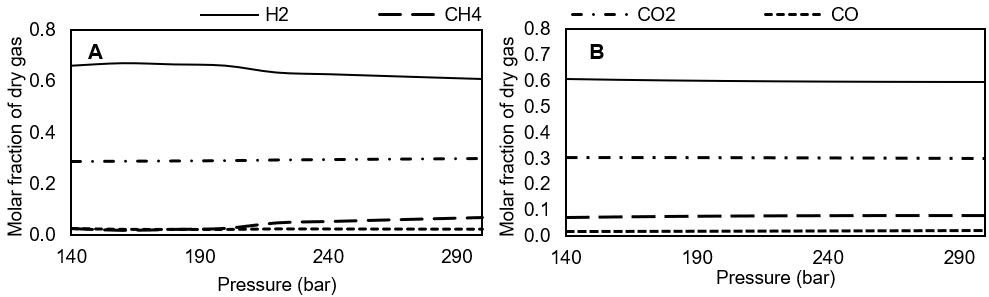 H2 CH4 CO2 CO
A
Molar fraction of dry gas
0.8
0.6
0.4
0.2
0.0
140 190 240 290
Pressure (bar)
B
Molar fraction of dry gas
0.8
0.7
0.6
0.5
0.4
0.3
0.2
0.1
0.0
140 190 240 290
Pressure (bar)